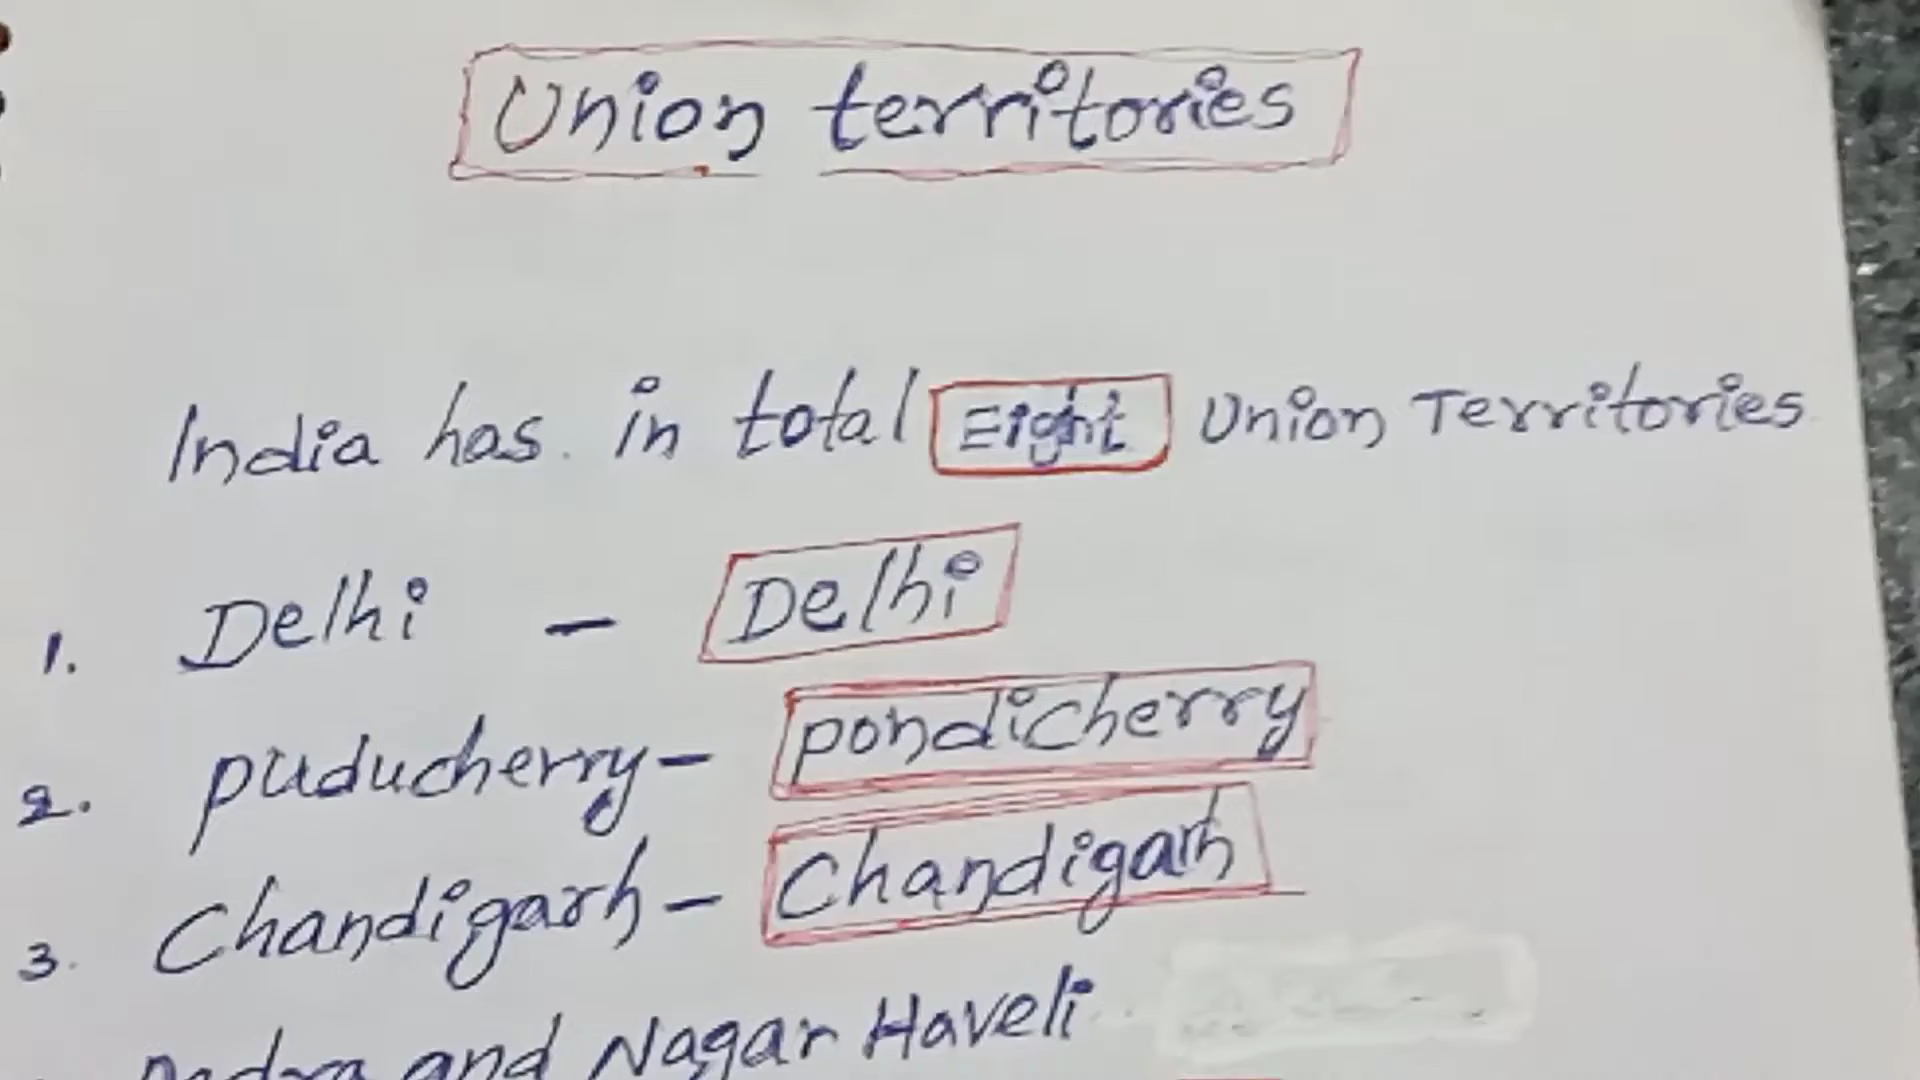 Union territories
India has in total Eight Union Territories
1. Delhi - Delhi
2. puducherry - pondicherry
3. Chandigarh - Chandigarh
and Nagar Haveli